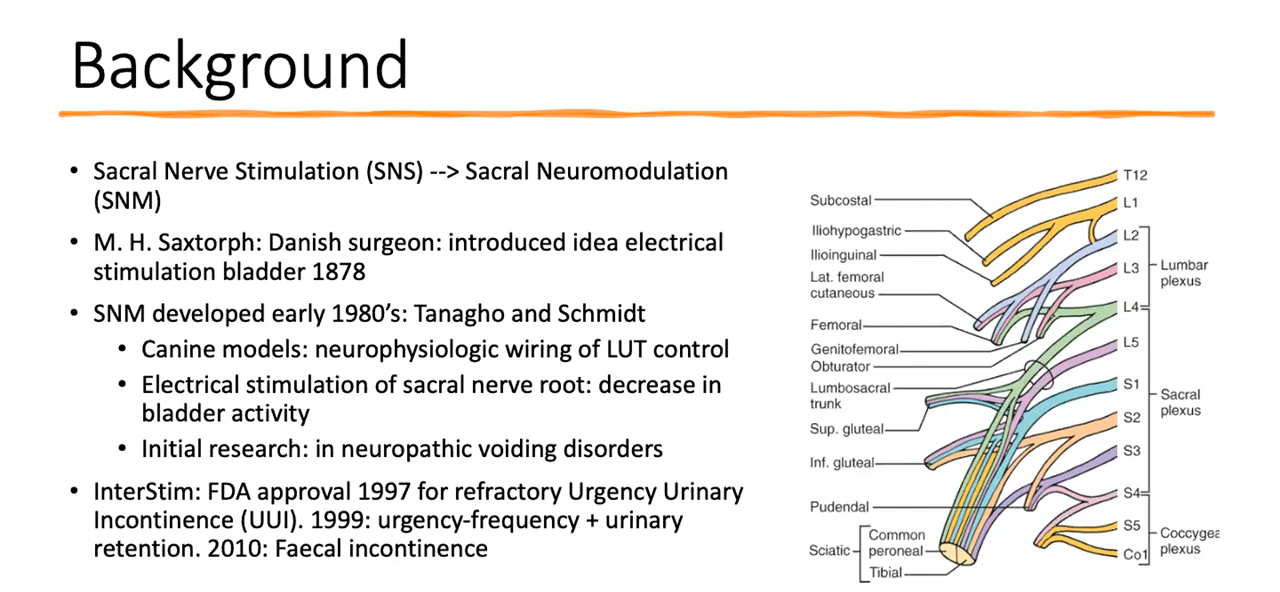 Background
• Sacral Nerve Stimulation (SNS) --> Sacral Neuromodulation
(SNM)
• M. H. Saxtorph: Danish surgeon: introduced idea electrical
stimulation bladder 1878
• SNM developed early 1980’s: Tanagho and Schmidt
• Canine models: neurophysiologic wiring of LUT control
• Electrical stimulation of sacral nerve root: decrease in
bladder activity
• Initial research: in neuropathic voiding disorders
• InterStim: FDA approval 1997 for refractory Urgency Urinary
Incontinence (UUI). 1999: urgency-frequency + urinary
retention. 2010: Faecal incontinence
Subcostal
Iliohypogastric
Ilioinguinal
Lat. femoral
cutaneous
Femoral
Genitofemoral
Obturator
Lumbosacral
trunk
Sup. gluteal
Inf. gluteal
Pudendal
Sciatic
Common
peroneal
Tibial
T12
L1
L2
L3
L4
L5
S1
S2
S3
S4
S5
Co1
Lumbar
plexus
Sacral
plexus
Coccygea
plexus